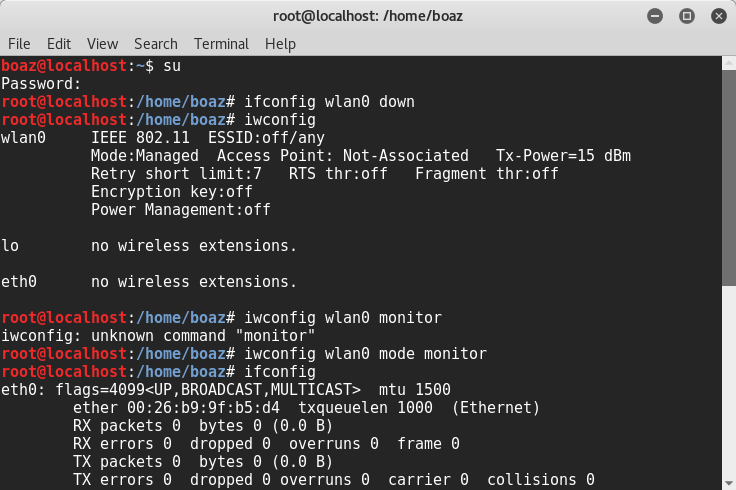 root@localhost: /home/boaz
File Edit View Search Terminal Help
boaz@localhost:~$ su
Password:
root@localhost:/home/boaz# ifconfig wlan0 down
root@localhost:/home/boaz# iwconfig
wlan0     IEEE 802.11  ESSID:off/any
          Mode:Managed  Access Point: Not-Associated   Tx-Power=15 dBm
          Retry short limit:7   RTS thr:off   Fragment thr:off
          Encryption key:off
          Power Management:off
lo        no wireless extensions.
eth0      no wireless extensions.
root@localhost:/home/boaz# iwconfig wlan0 monitor
iwconfig: unknown command "monitor"
root@localhost:/home/boaz# iwconfig wlan0 mode monitor
root@localhost:/home/boaz# ifconfig
eth0: flags=4099<UP,BROADCAST,MULTICAST>  mtu 1500
        ether 00:26:b9:9f:b5:d4  txqueuelen 1000  (Ethernet)
        RX packets 0  bytes 0 (0.0 B)
        RX errors 0  dropped 0  overruns 0  frame 0
        TX packets 0  bytes 0 (0.0 B)
        TX errors 0  dropped 0 overruns 0  carrier 0  collisions 0